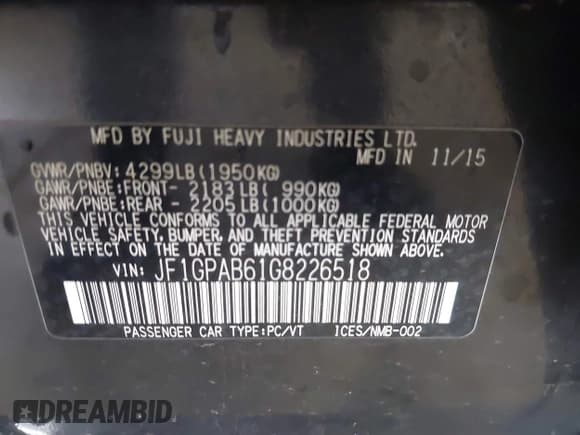 MFD BY FUJI HEAVY INDUSTRIES LTD.
MFD IN 11/15
GVWR/PNBV: 4299LB(1950KG)
GAWR/PNBE:FRONT- 2183LB( 990KG)
GAWR/PNBE:REAR - 2205LB(1000KG)
THIS VEHICLE CONFORMS TO ALL APPLICABLE FEDERAL MOTOR
VEHICLE SAFETY, BUMPER, AND THEFT PREVENTION STANDARDS
IN EFFECT ON THE DATE OF MANUFACTURE SHOWN ABOVE.
VIN: JF1GPAB61G8226518
PASSENGER CAR TYPE:PC/VT ICES/NMB-002
DREAMBID